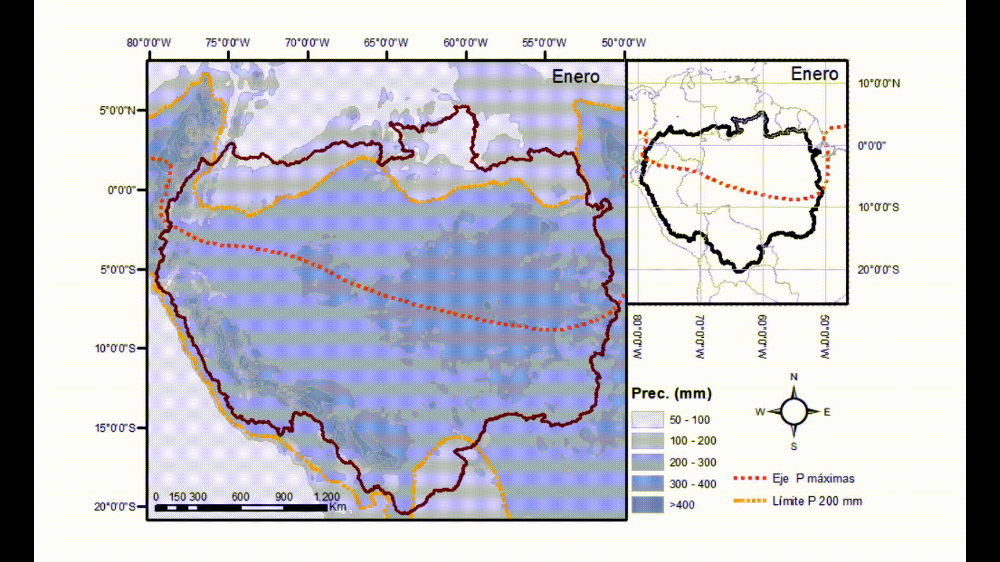 80°0'0"W 75°0'0"W 70°0'0"W 65°0'0"W 60°0'0"W 55°0'0"W 50°0'0"W
Enero
5°0'0"N
0°0'0"
5°0'0"S
10°0'0"S
15°0'0"S
20°0'0"S
0 150 300 600 900 1.200
Km
Enero
10°0'0"N
0°0'0"
10°0'0"S
20°0'0"S
80°0'0"W 70°0'0"W 60°0'0"W 50°0'0"W
N
W E
S
Prec. (mm)
50 - 100
100 - 200
200 - 300
300 - 400
>400
Eje P máximas
Límite P 200 mm